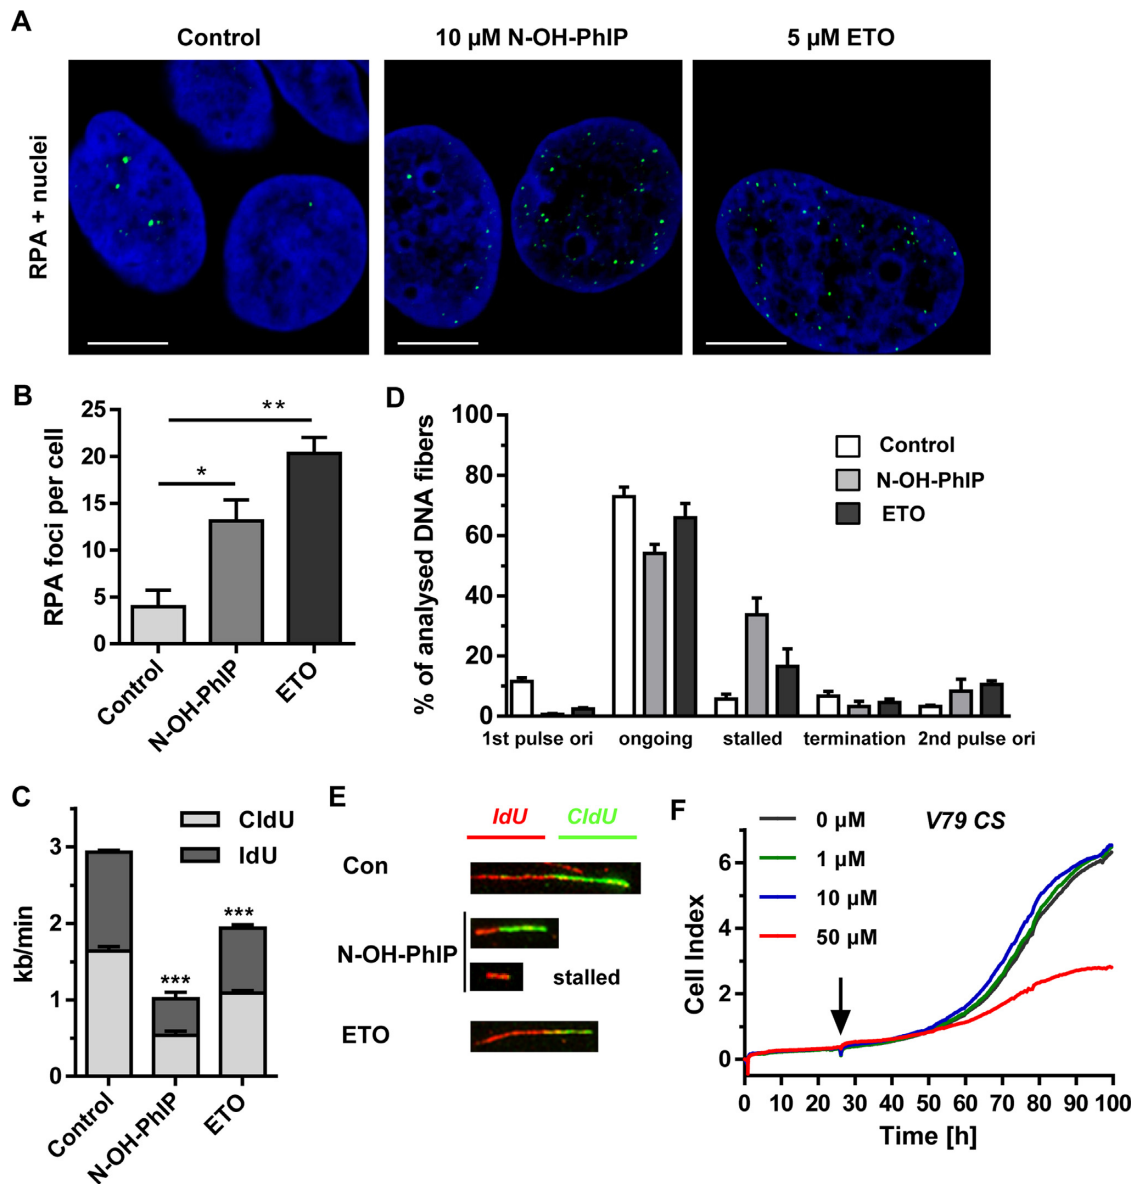 A
Control
10 µM N-OH-PhIP
5 µM ETO
RPA + nuclei
B
RPA foci per cell
25
20
15
10
5
0
*
**
Control
N-OH-PhIP
ETO
D
% of analysed DNA fibers
100
80
60
40
20
0
Control
N-OH-PhIP
ETO
1st pulse ori
ongoing
stalled
termination
2nd pulse ori
C
kb/min
3
2
1
0
CldU
IdU
***
***
Control
N-OH-PhIP
ETO
E
IdU
CldU
Con
N-OH-PhIP
stalled
ETO
F
V79 CS
0 µM
1 µM
10 µM
50 µM
Cell Index
6
4
2
0
0 10 20 30 40 50 60 70 80 90 100
Time [h]